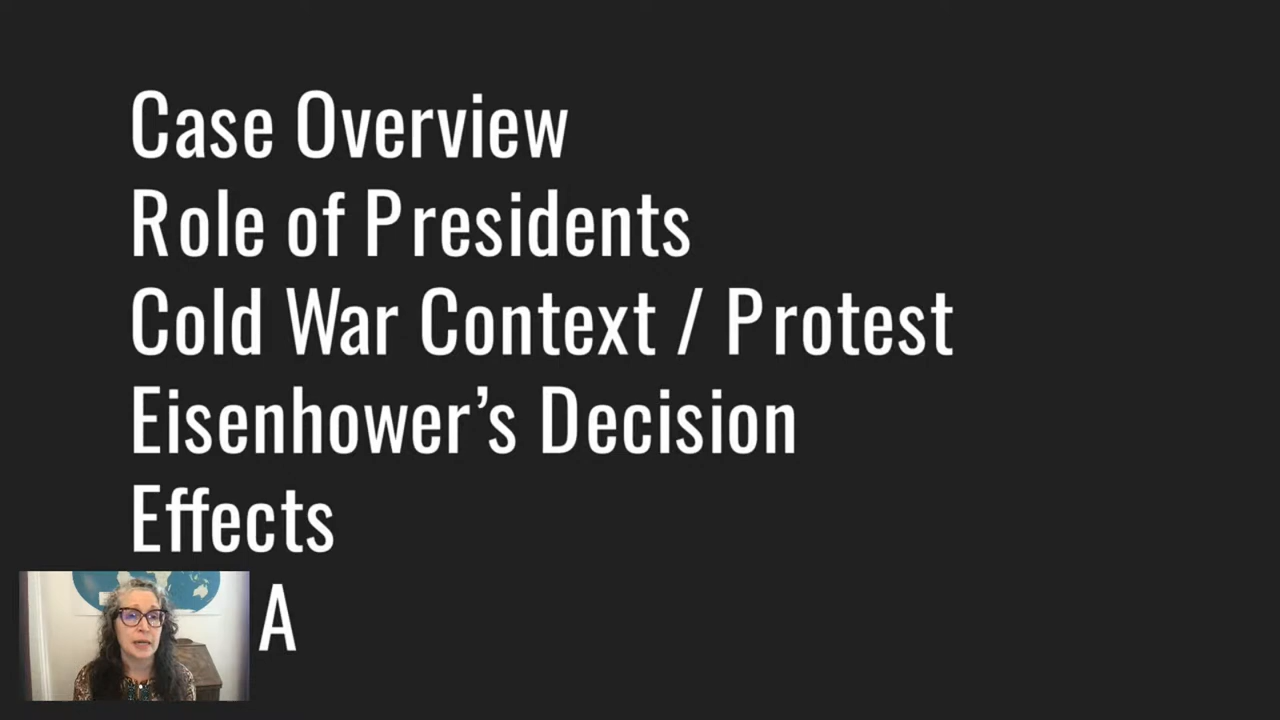 Case Overview
Role of Presidents
Cold War Context / Protest
Eisenhower’s Decision
Effects
A